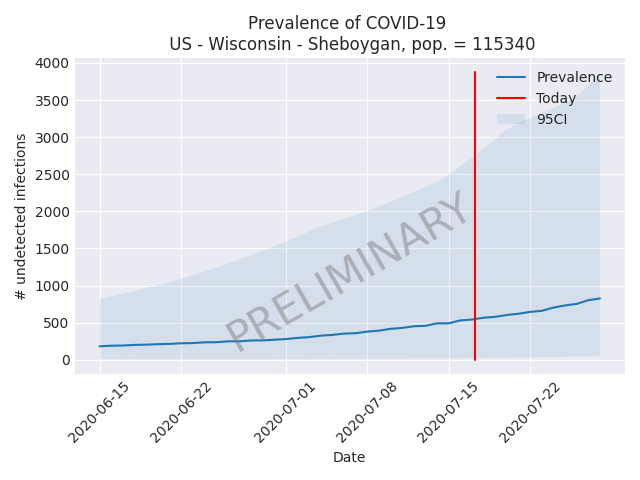 Prevalence of COVID-19
US - Wisconsin - Sheboygan, pop. = 115340
# undetected infections
4000
3500
3000
2500
2000
1500
1000
500
0
Prevalence
Today
95CI
PRELIMINARY
2020-06-15
2020-06-22
2020-07-01
2020-07-08
2020-07-15
2020-07-22
Date